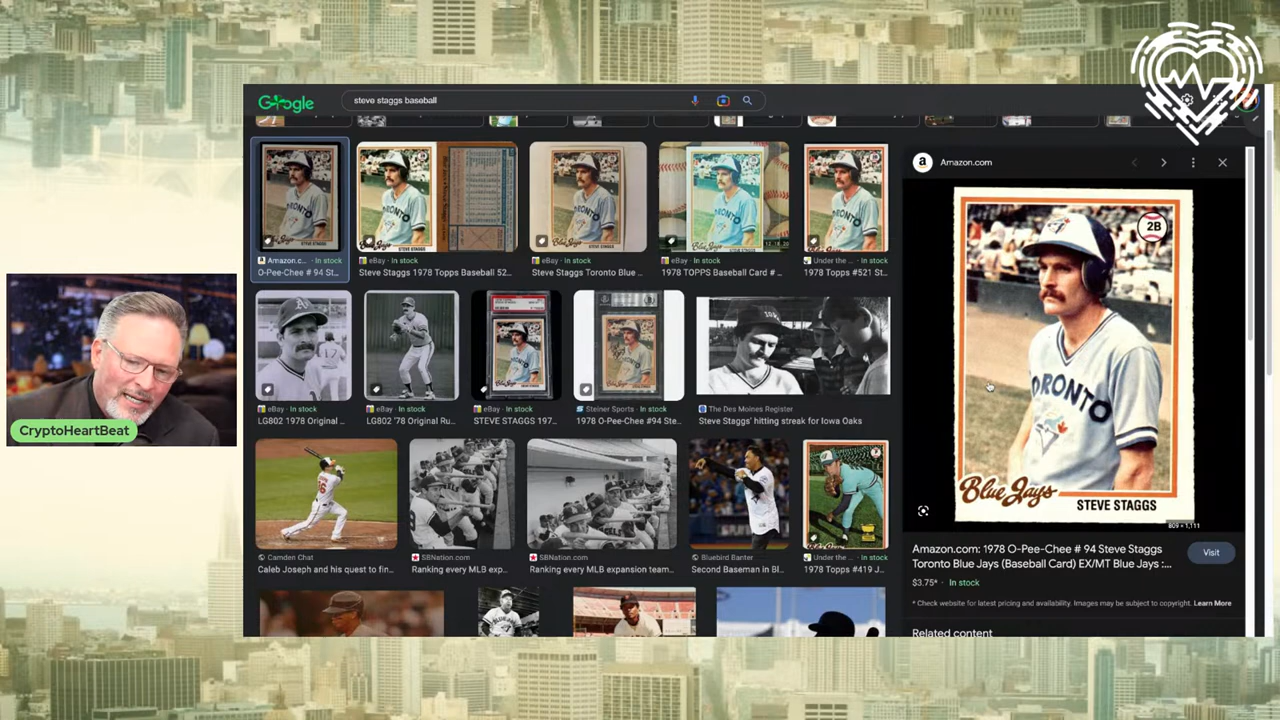 Google
steve staggs baseball
Amazon.c... · In stock
O-Pee-Chee # 94 St...
eBay · In stock
Steve Staggs 1978 Topps Baseball 52...
eBay · In stock
Steve Staggs Toronto Blue ...
eBay · In stock
1978 TOPPS Baseball Card # ...
Under the ... · In stock
1978 Topps #521 St...
a Amazon.com
2B
TORONTO
Blue Jays
STEVE STAGGS
809 × 1,111
eBay · In stock
LG802 1978 Original ...
eBay · In stock
LG802 '78 Original Ru...
eBay · In stock
STEVE STAGGS 197...
Steiner Sports · In stock
1978 O-Pee-Chee #94 Ste...
The Des Moines Register
Steve Staggs' hitting streak for Iowa Oaks
CryptoHeartBeat
Camden Chat
Caleb Joseph and his quest to fin...
SBNation.com
Ranking every MLB exp...
SBNation.com
Ranking every MLB expansion team...
Bluebird Banter
Second Baseman in Bl...
Under the ... · In stock
1978 Topps #419 J...
Amazon.com: 1978 O-Pee-Chee # 94 Steve Staggs
Toronto Blue Jays (Baseball Card) EX/MT Blue Jays :...
Visit
$3.75* · In stock
* Check website for latest pricing and availability. Images may be subject to copyright. Learn More
Related content